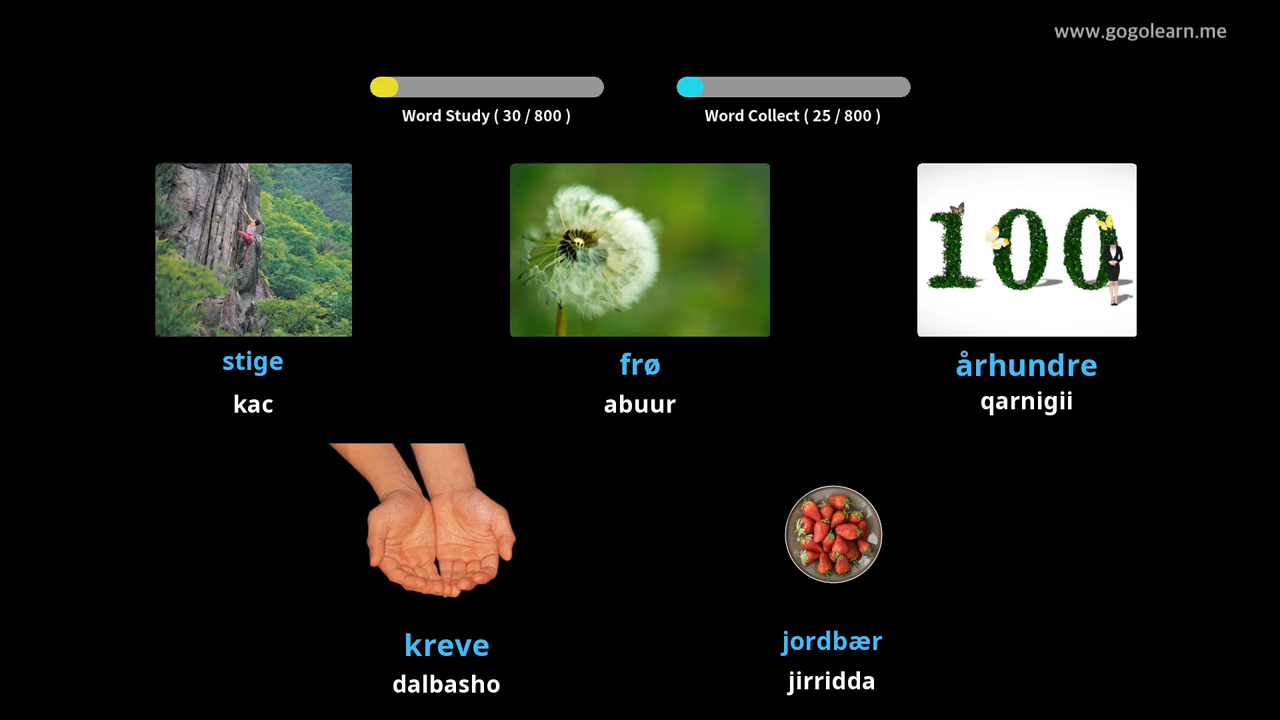 www.gogolearn.me
Word Study ( 30 / 800 )
Word Collect ( 25 / 800 )
stige
frø
århundre
kac
abuur
qarnigii
kreve
jordbær
dalbasho
jirridda